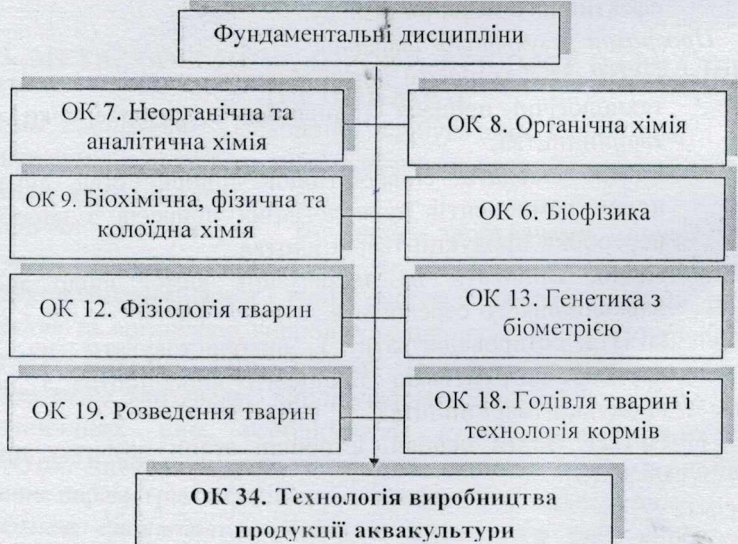 Фундаментальні дисципліни
ОК 7. Неорганічна та
аналітична хімія
ОК 8. Органічна хімія
ОК 9. Біохімічна, фізична та
колоїдна хімія
ОК 6. Біофізика
ОК 12. Фізіологія тварин
ОК 13. Генетика з
біометрією
ОК 19. Розведення тварин
ОК 18. Годівля тварин і
технологія кормів
ОК 34. Технологія виробництва
продукції аквакультури